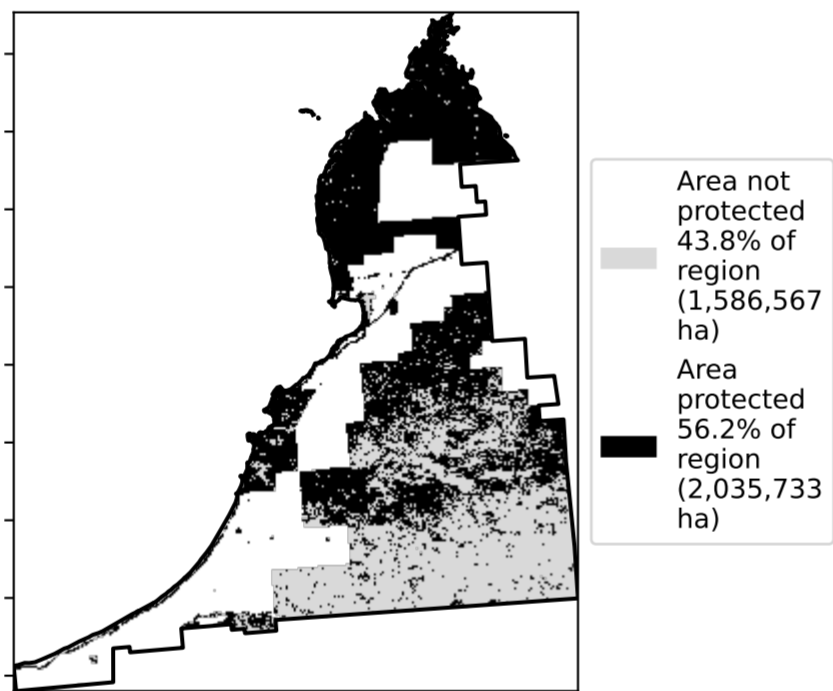 Area not
protected
43.8% of
region
(1,586,567
ha)
Area
protected
56.2% of
region
(2,035,733
ha)